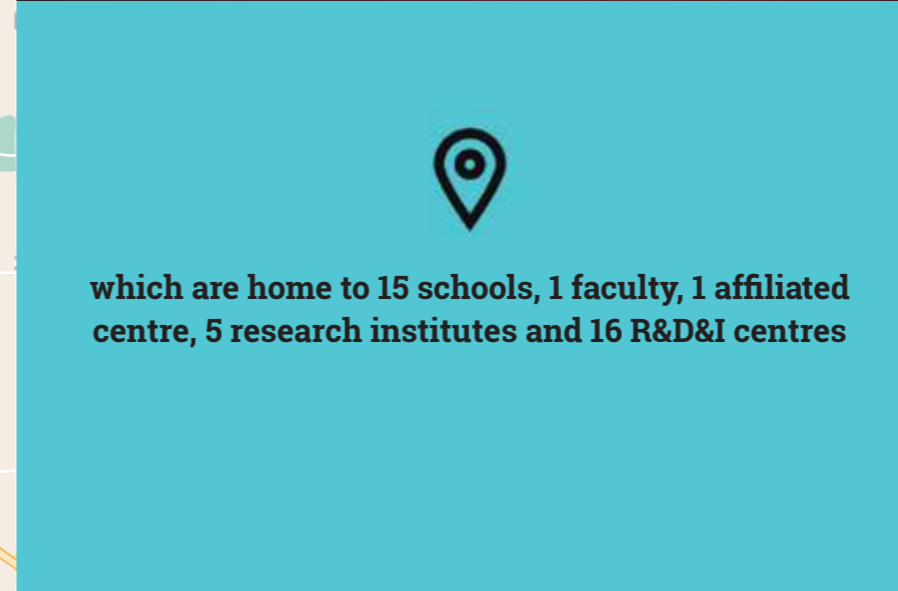 which are home to 15 schools, 1 faculty, 1 affiliated
centre, 5 research institutes and 16 R&D&I centres